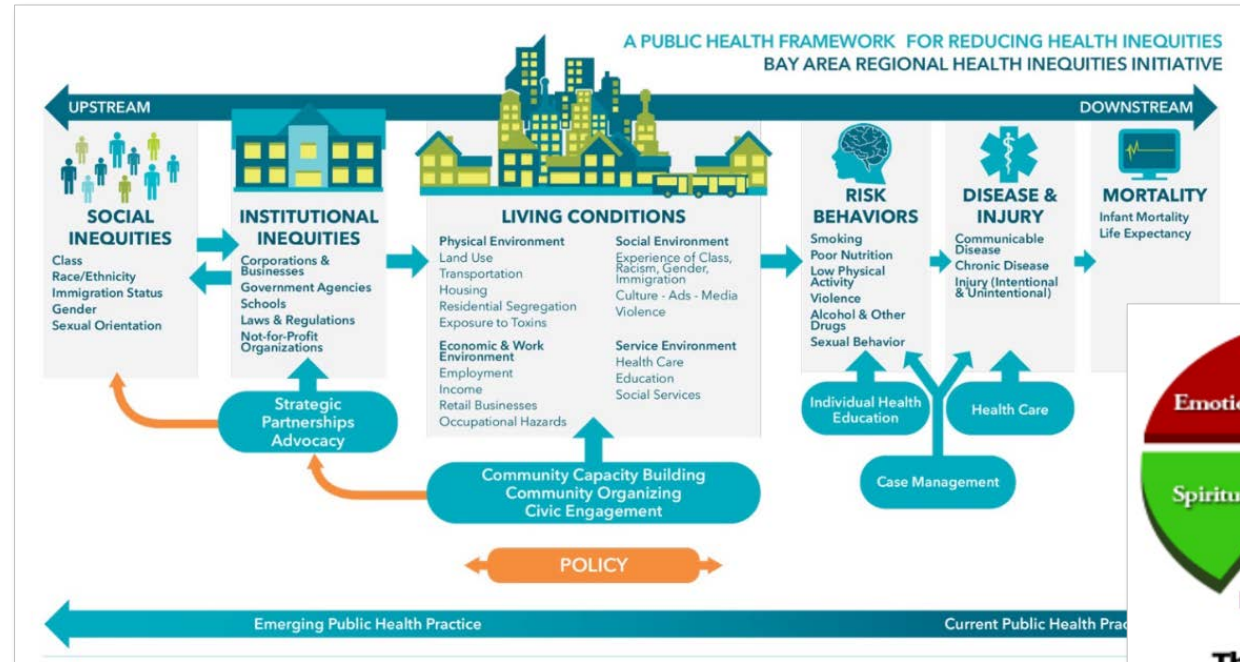 A PUBLIC HEALTH FRAMEWORK FOR REDUCING HEALTH INEQUITIES
BAY AREA REGIONAL HEALTH INEQUITIES INITIATIVE
UPSTREAM
DOWNSTREAM
SOCIAL
INEQUITIES
Class
Race/Ethnicity
Immigration Status
Gender
Sexual Orientation
INSTITUTIONAL
INEQUITIES
Corporations &
Businesses
Government Agencies
Schools
Laws & Regulations
Not-for-Profit
Organizations
Strategic
Partnerships
Advocacy
LIVING CONDITIONS
Physical Environment
Land Use
Transportation
Housing
Residential Segregation
Exposure to Toxins
Economic & Work
Environment
Employment
Income
Retail Businesses
Occupational Hazards
Social Environment
Experience of Class,
Racism, Gender,
Immigration
Culture - Ads - Media
Violence
Service Environment
Health Care
Education
Social Services
Community Capacity Building
Community Organizing
Civic Engagement
RISK
BEHAVIORS
Smoking
Poor Nutrition
Low Physical
Activity
Violence
Alcohol & Other
Drugs
Sexual Behavior
Individual Health
Education
DISEASE &
INJURY
Communicable
Disease
Chronic Disease
Injury (Intentional
& Unintentional)
Health Care
Case Management
MORTALITY
Infant Mortality
Life Expectancy
POLICY
Emerging Public Health Practice
Current Public Health